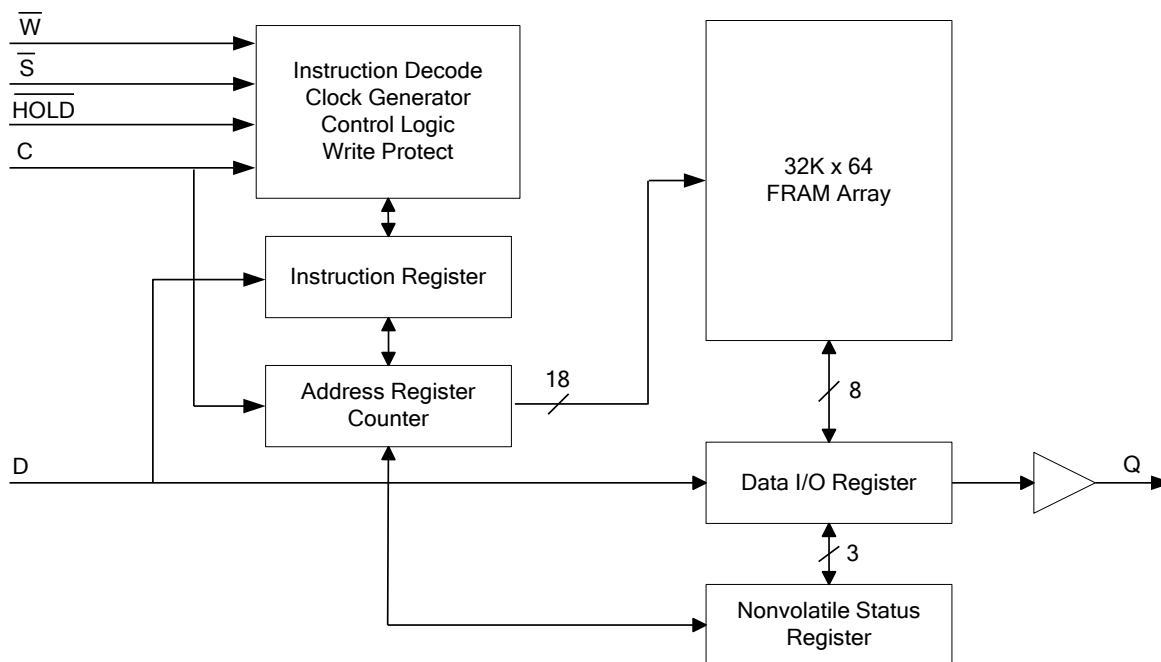 W
S
HOLD
C
Instruction Decode
Clock Generator
Control Logic
Write Protect
32K x 64
FRAM Array
Instruction Register
Address Register
Counter
18
8
D
Data I/O Register
Q
3
Nonvolatile Status
Register